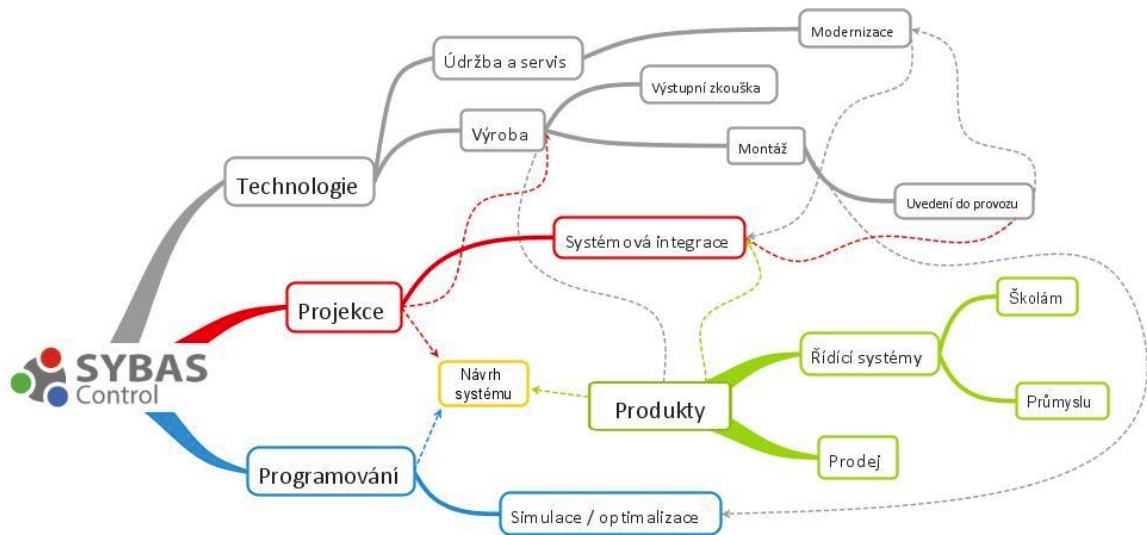 Modernizace
Údržba a servis
Výstupní zkouška
Výroba
Montáž
Technologie
Uvedení do provozu
Systémová integrace
Projekce
Školám
SYBAS
Control
Řídící systémy
Návrh
systému
Produkty
Průmyslu
Prodej
Programování
Simulace / optimalizace